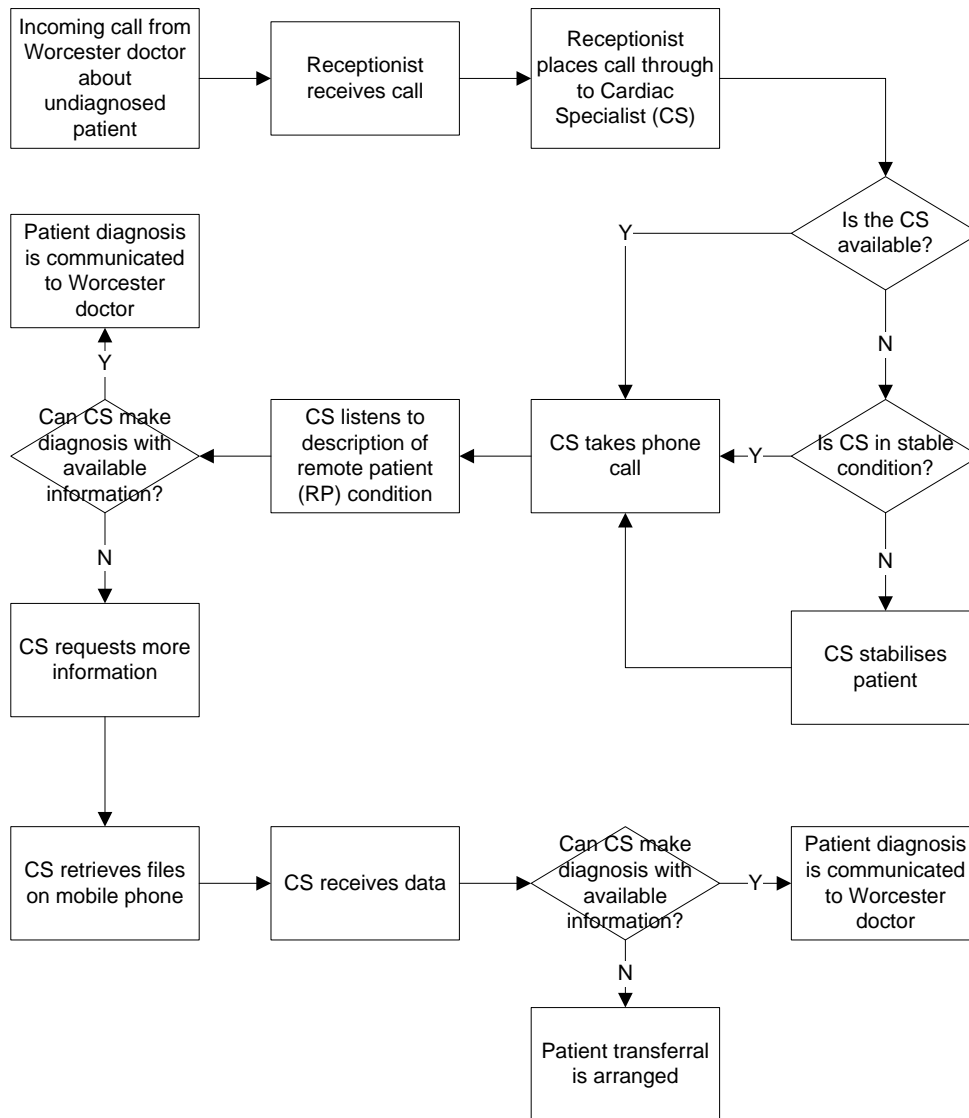 Incoming call from
Worcester doctor
about
undiagnosed
patient
Receptionist
receives call
Receptionist
places call through
to Cardiac
Specialist (CS)
Is the CS
available?
Y
N
Patient diagnosis
is communicated
to Worcester
doctor
Y
Can CS make
diagnosis with
available
information?
CS listens to
description of
remote patient
(RP) condition
CS takes phone
call
Y
Is CS in stable
condition?
N
N
CS requests more
information
CS stabilises
patient
CS retrieves files
on mobile phone
CS receives data
Can CS make
diagnosis with
available
information?
Y
Patient diagnosis
is communicated
to Worcester
doctor
N
Patient transferral
is arranged